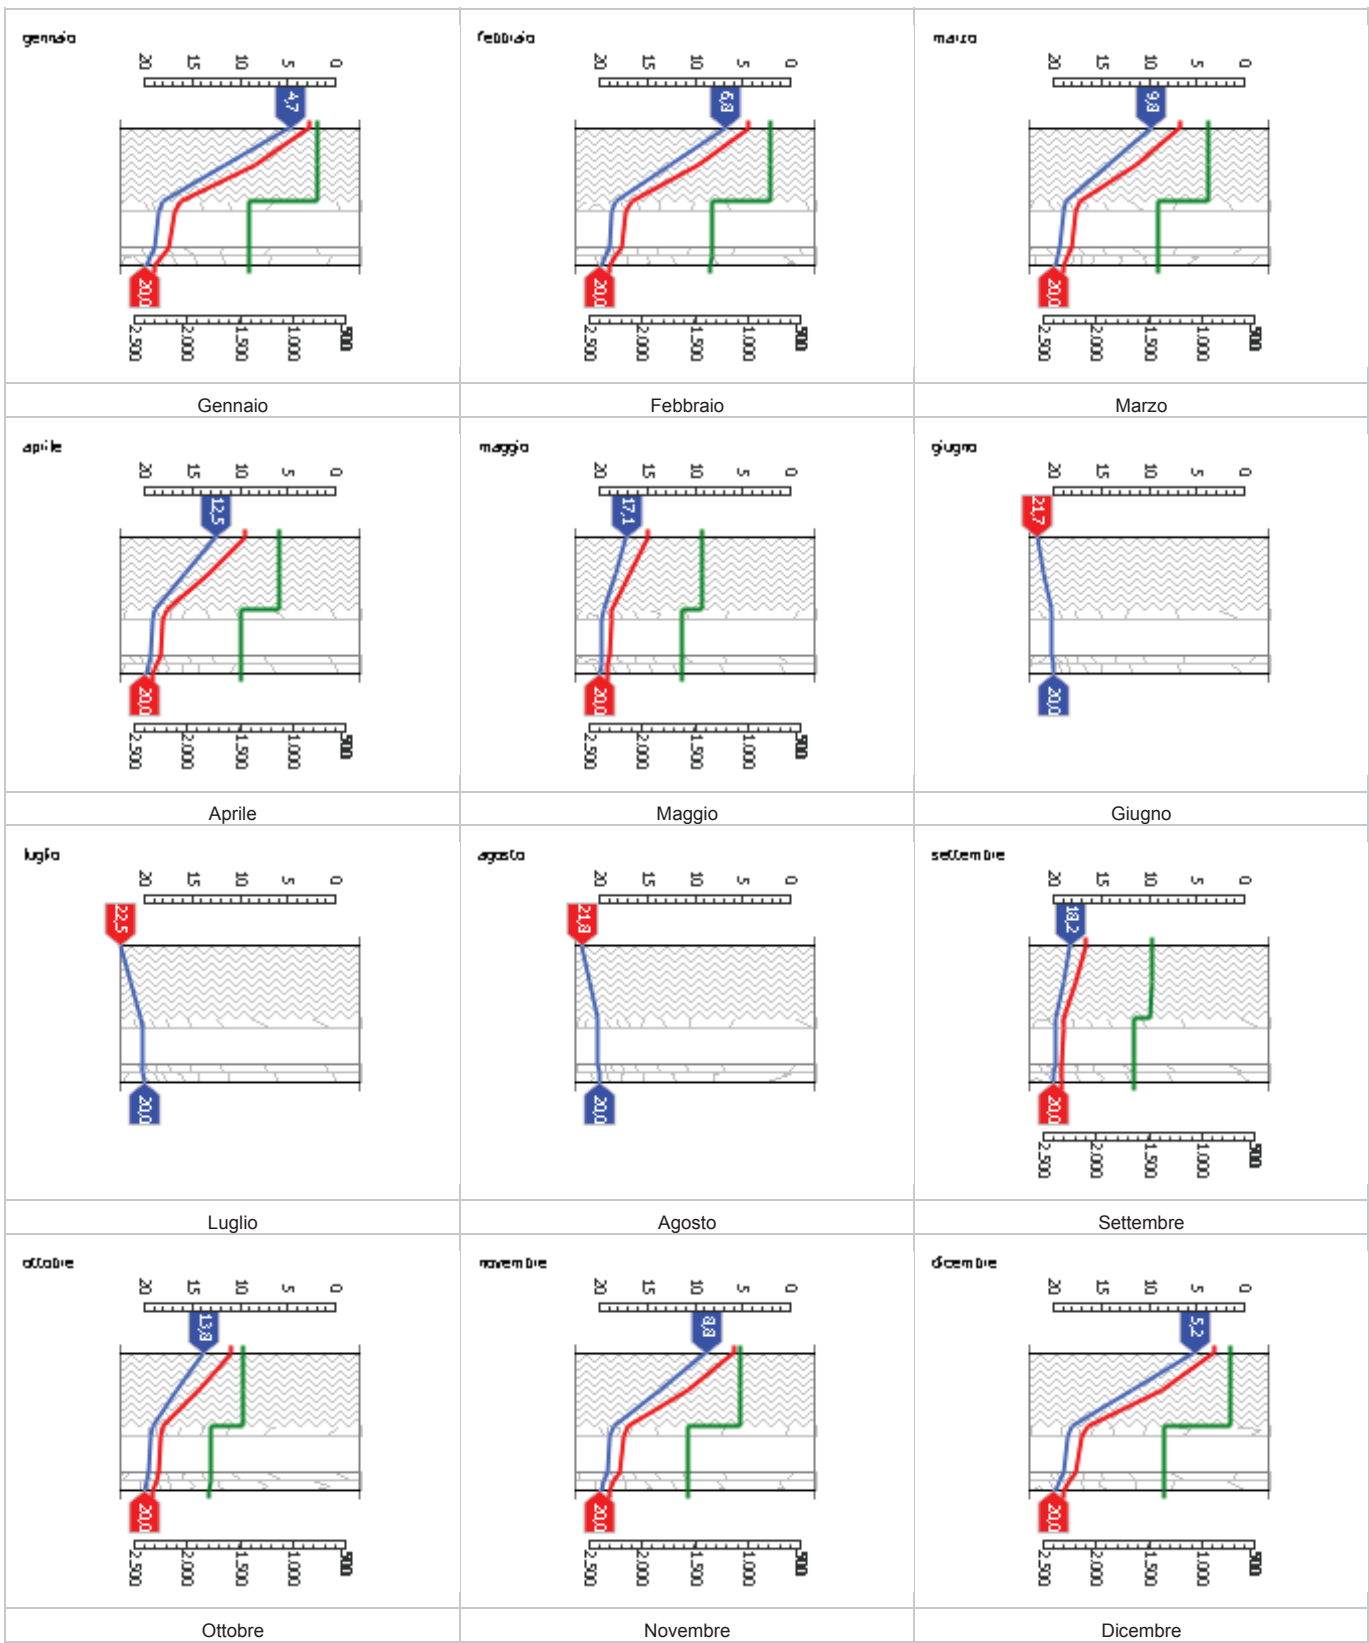 gennaio
20 15 10 5 0
4,7
20,0
2.500 2.000 1.500 1.000 500
Gennaio
febbraio
20 15 10 5 0
6,8
20,0
2.500 2.000 1.500 1.000 500
Febbraio
marzo
20 15 10 5 0
9,8
20,0
2.500 2.000 1.500 1.000 500
Marzo
aprile
20 15 10 5 0
12,5
20,0
2.500 2.000 1.500 1.000 500
Aprile
maggio
20 15 10 5 0
17,1
20,0
2.500 2.000 1.500 1.000 500
Maggio
giugno
20 15 10 5 0
21,7
20,0
Giugno
luglio
20 15 10 5 0
22,5
20,0
Luglio
agosto
20 15 10 5 0
21,8
20,0
Agosto
settembre
20 15 10 5 0
18,2
20,0
2.500 2.000 1.500 1.000 500
Settembre
ottobre
20 15 10 5 0
13,8
20,0
2.500 2.000 1.500 1.000 500
Ottobre
novembre
20 15 10 5 0
8,8
20,0
2.500 2.000 1.500 1.000 500
Novembre
dicembre
20 15 10 5 0
5,2
20,0
2.500 2.000 1.500 1.000 500
Dicembre